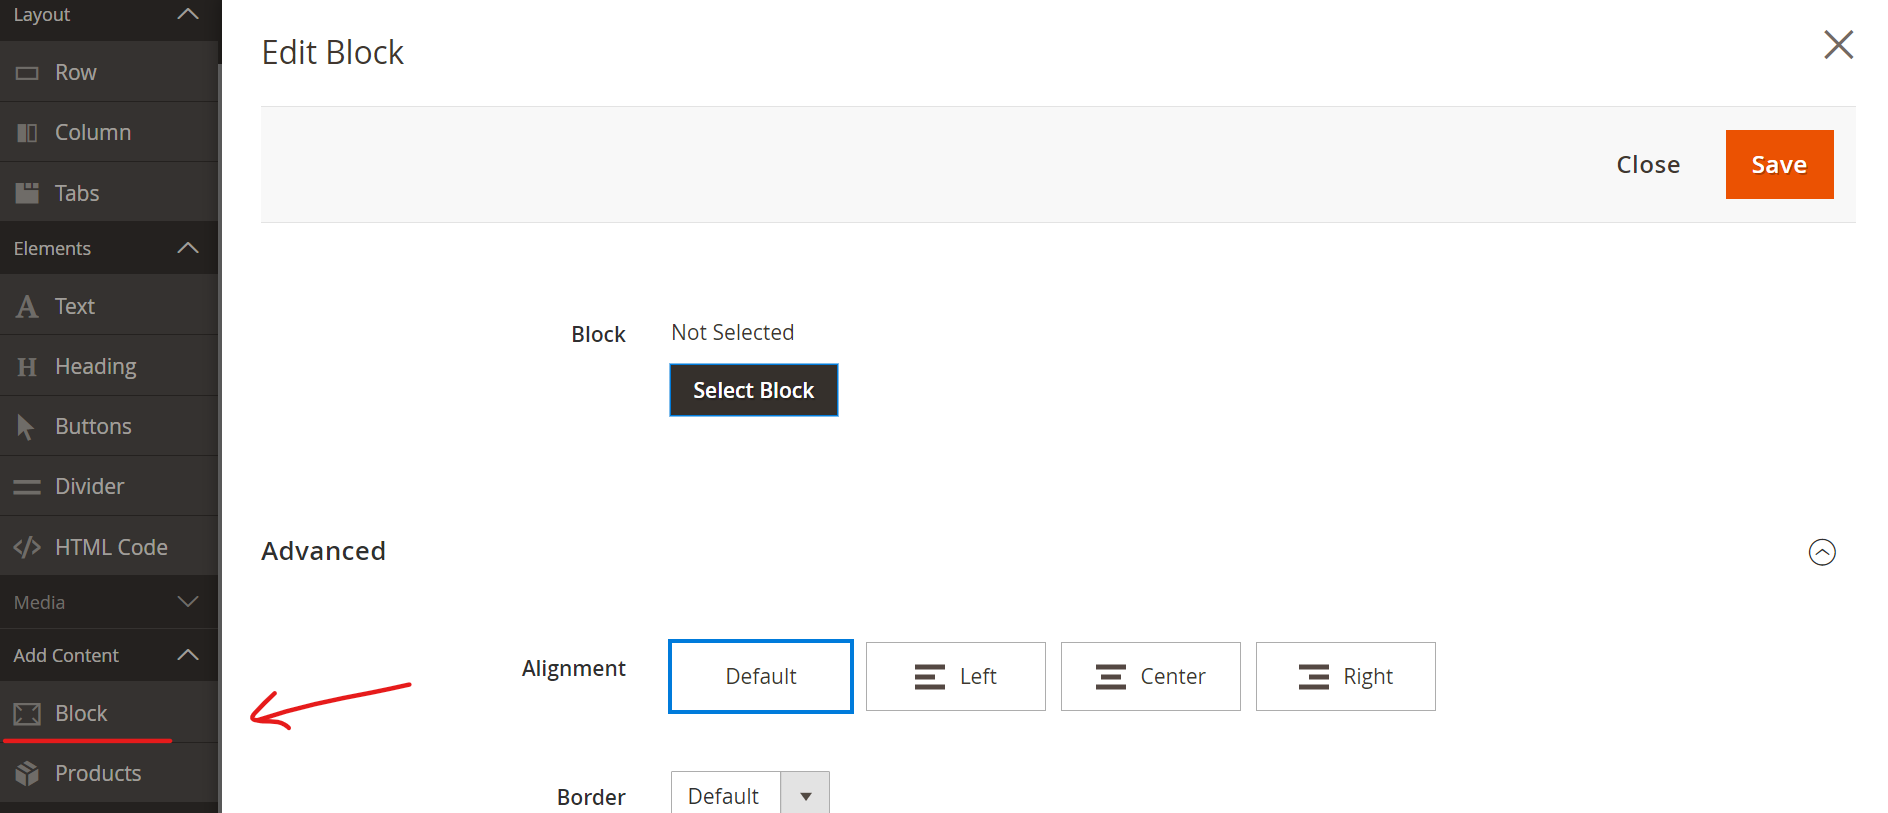 Layout
Row
Column
Tabs
Elements
Text
Heading
Buttons
Divider
HTML Code
Media
Add Content
Block
Products
Edit Block
Close Save
Block Not Selected
Select Block
Advanced
Alignment Default Left Center Right
Border Default